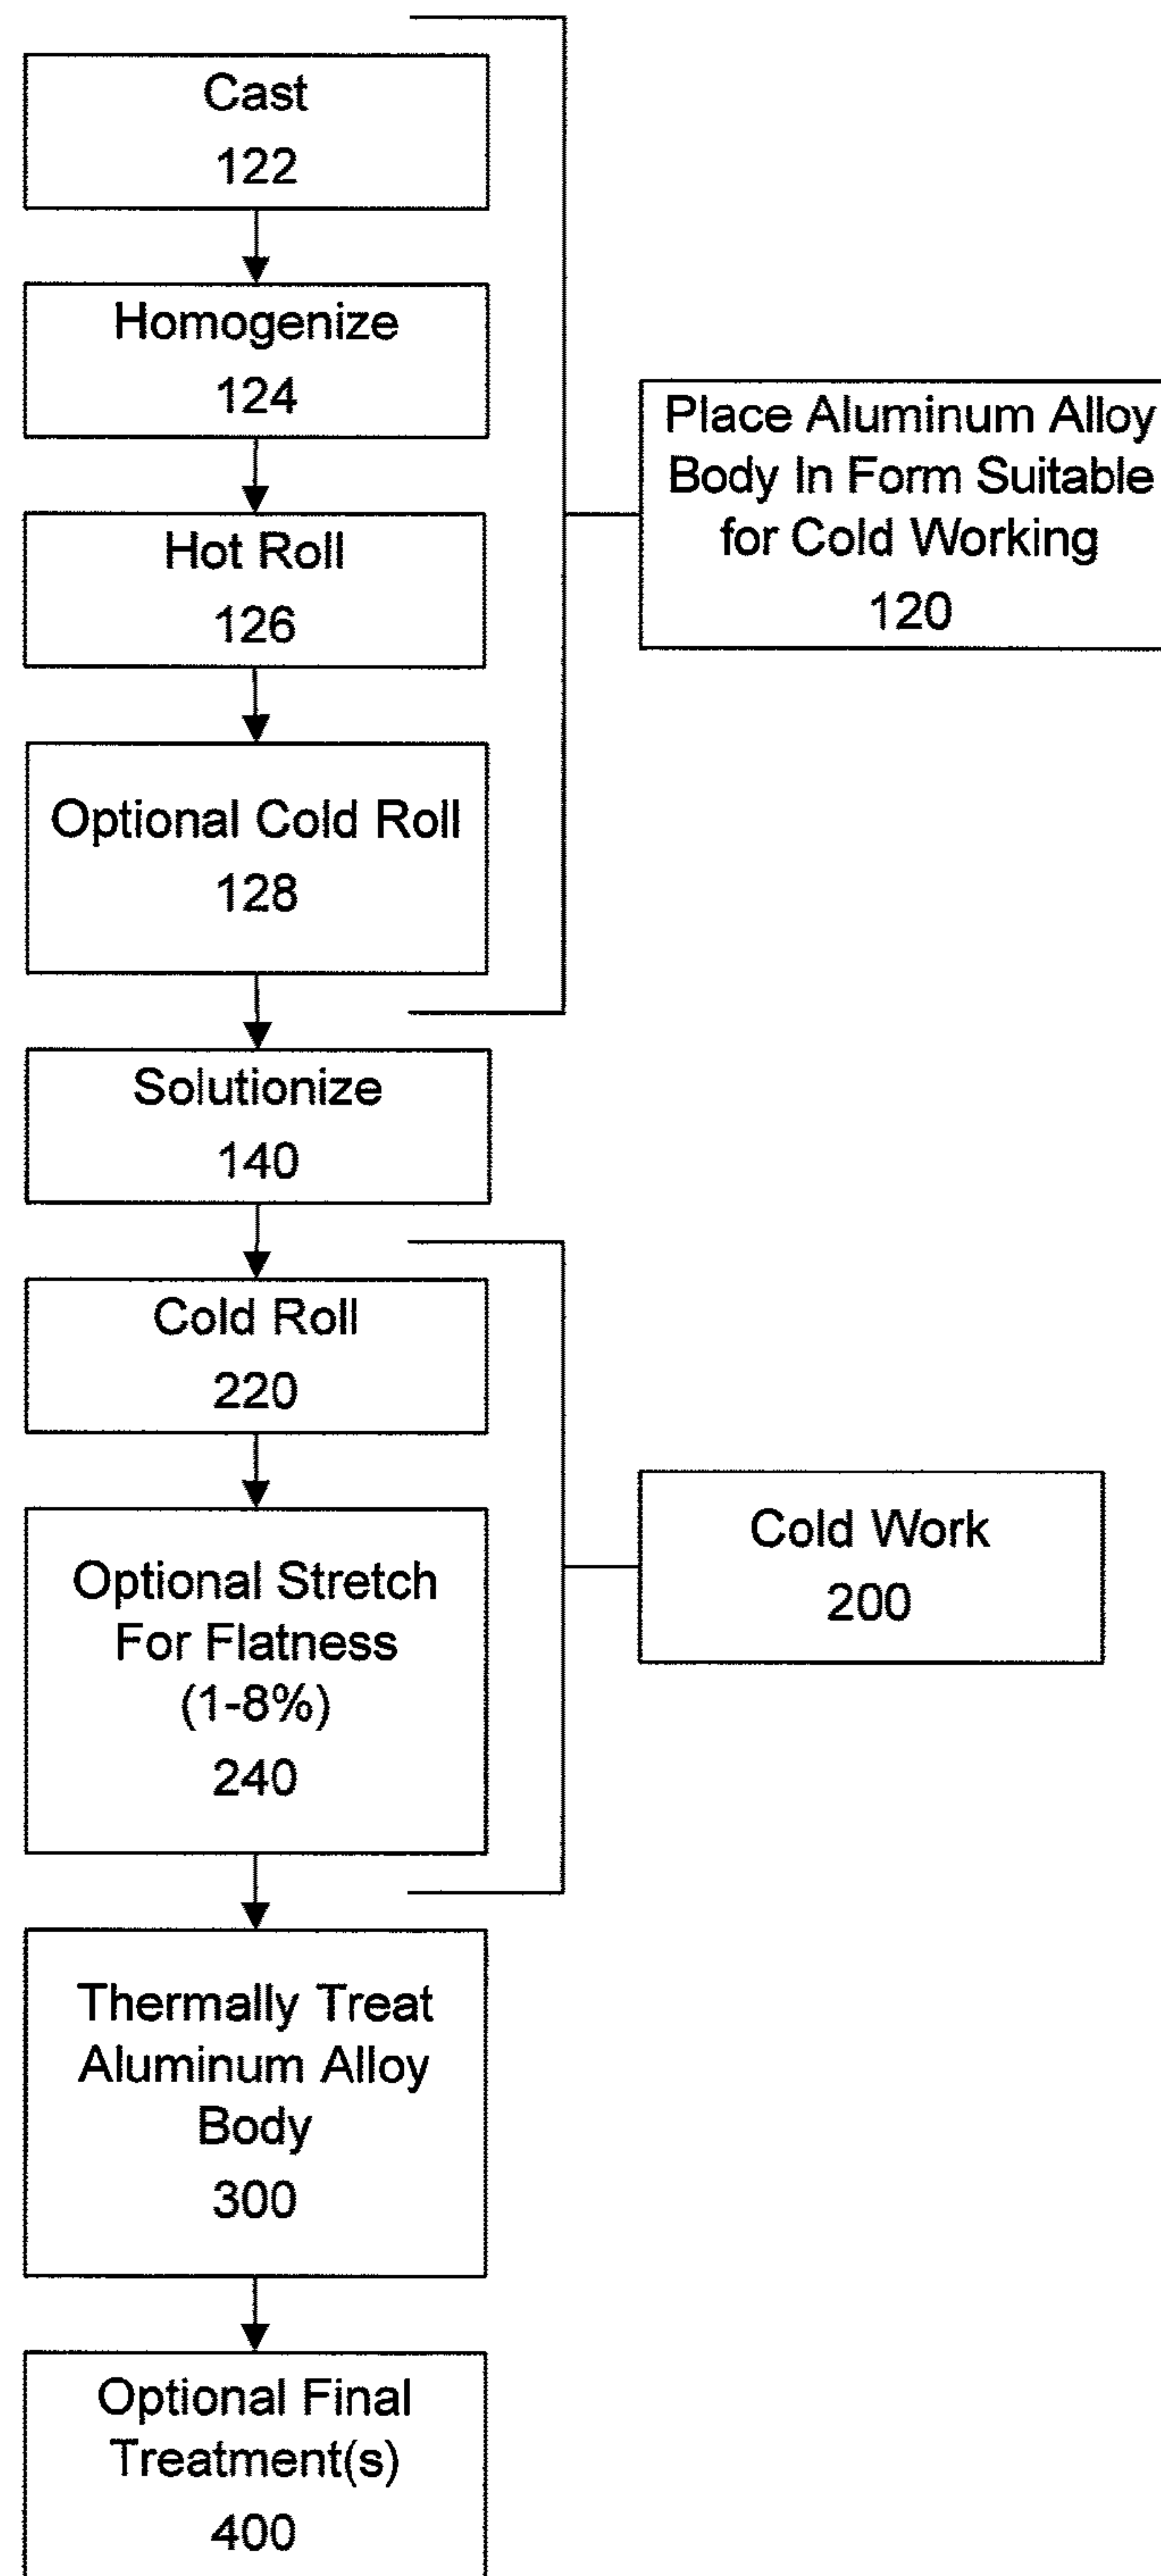 Cast
122
Homogenize
124
Hot Roll
126
Optional Cold Roll
128
Place Aluminum Alloy
Body In Form Suitable
for Cold Working
120
Solutionize
140
Cold Roll
220
Optional Stretch
For Flatness
(1-8%)
240
Cold Work
200
Thermally Treat
Aluminum Alloy
Body
300
Optional Final
Treatment(s)
400